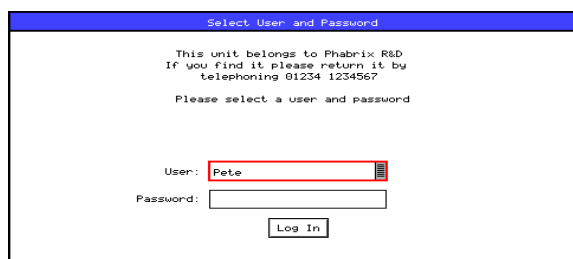 Select User and Password
This unit belongs to Phabrix R&D
If you find it please return it by
telephoning 01234 1234567
Please select a user and password
User: Pete
Password:
Log In